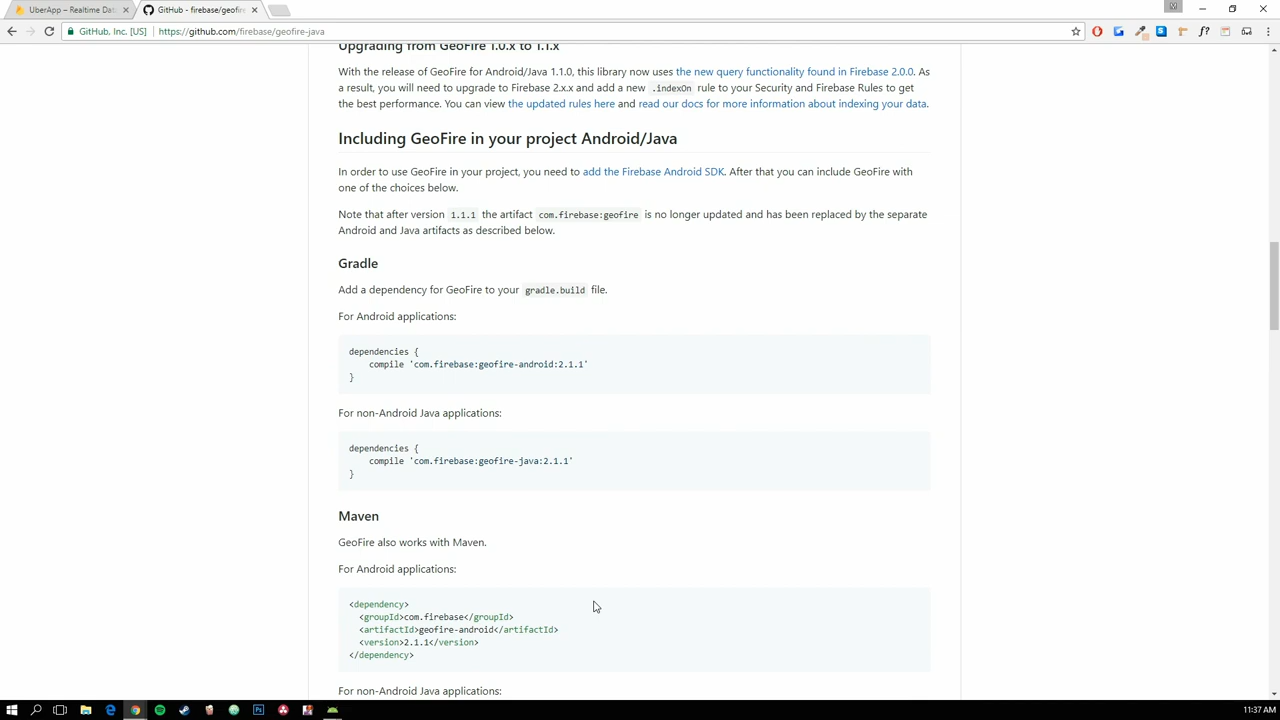 UberApp – Realtime Dat
GitHub - firebase/geofir
GitHub, Inc. [US]
https://github.com/firebase/geofire-java
Upgrading from GeoFire 1.0.x to 1.1.x
With the release of GeoFire for Android/Java 1.1.0, this library now uses the new query functionality found in Firebase 2.0.0. As
a result, you will need to upgrade to Firebase 2.x.x and add a new .indexOn rule to your Security and Firebase Rules to get
the best performance. You can view the updated rules here and read our docs for more information about indexing your data.
Including GeoFire in your project Android/Java
In order to use GeoFire in your project, you need to add the Firebase Android SDK. After that you can include GeoFire with
one of the choices below.
Note that after version 1.1.1 the artifact com.firebase:geofire is no longer updated and has been replaced by the separate
Android and Java artifacts as described below.
Gradle
Add a dependency for GeoFire to your gradle.build file.
For Android applications:
dependencies {
compile 'com.firebase:geofire-android:2.1.1'
}
For non-Android Java applications:
dependencies {
compile 'com.firebase:geofire-java:2.1.1'
}
Maven
GeoFire also works with Maven.
For Android applications:
<dependency>
<groupId>com.firebase</groupId>
<artifactId>geofire-android</artifactId>
<version>2.1.1</version>
</dependency>
For non-Android Java applications:
11:37 AM